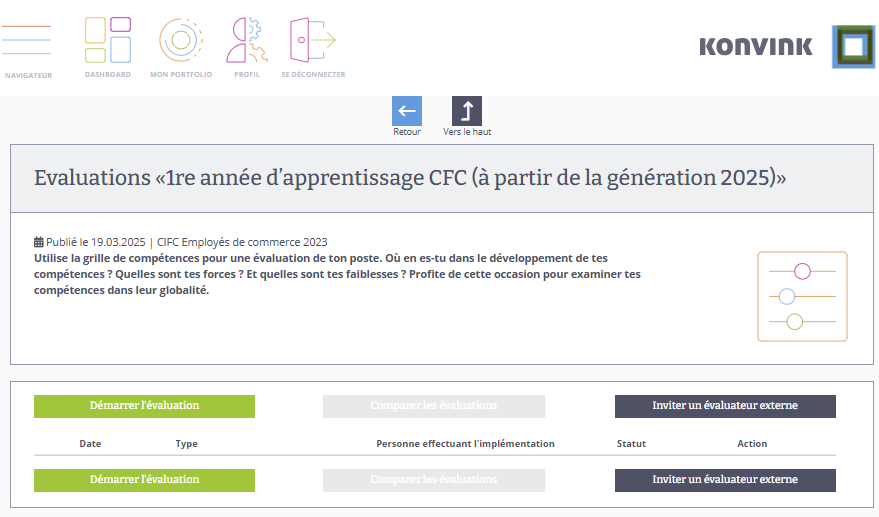 NAVIGATEUR
DASHBOARD
MON PORTFOLIO
PROFIL
SE DÉCONNECTER
KONVINK
Retour
Vers le haut
Evaluations «1re année d’apprentissage CFC (à partir de la génération 2025)»
Publié le 19.03.2025 | CIFC Employés de commerce 2023
Utilise la grille de compétences pour une évaluation de ton poste. Où en es-tu dans le développement de tes
compétences ? Quelles sont tes forces ? Et quelles sont tes faiblesses ? Profite de cette occasion pour examiner tes
compétences dans leur globalité.
Démarrer l'évaluation
Comparer les évaluations
Inviter un évaluateur externe
Date
Type
Personne effectuant l'implémentation
Statut
Action
Démarrer l'évaluation
Comparer les évaluations
Inviter un évaluateur externe